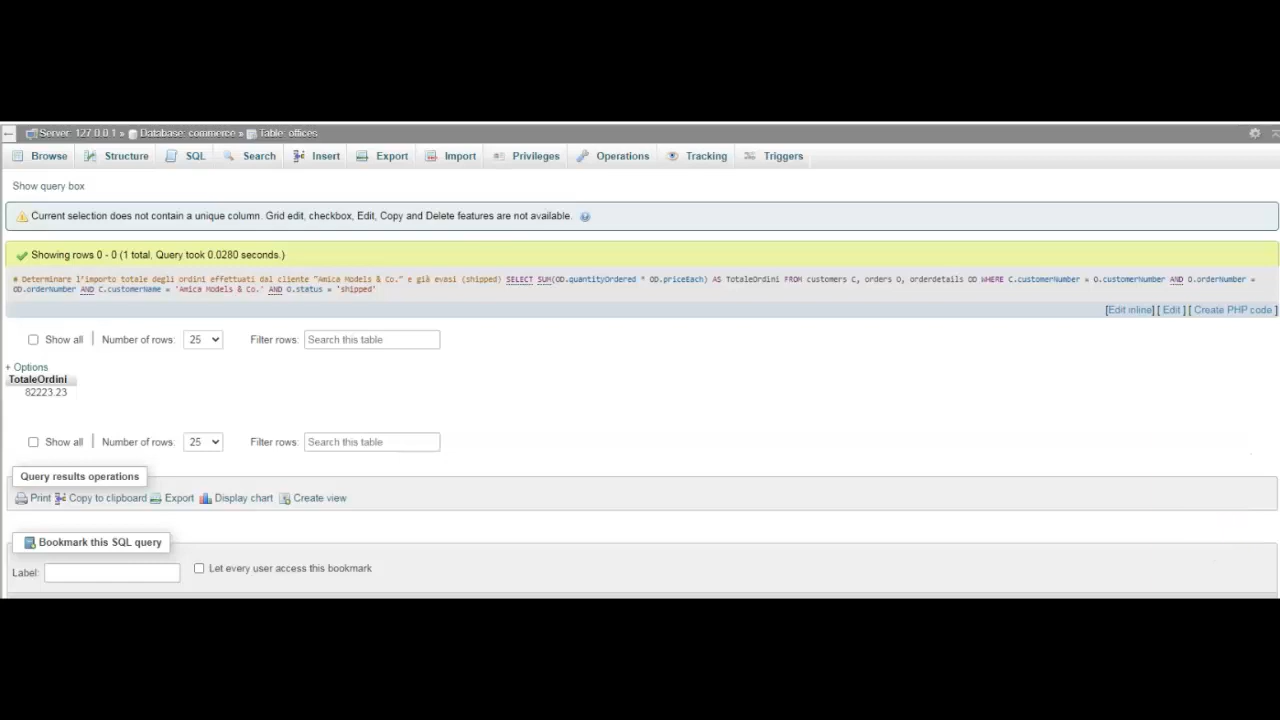 Server: 127.0.0.1 » Database: commerce » Table: offices
Browse Structure SQL Search Insert Export Import Privileges Operations Tracking Triggers
Show query box
Current selection does not contain a unique column. Grid edit, checkbox, Edit, Copy and Delete features are not available.
Showing rows 0 - 0 (1 total, Query took 0.0280 seconds.)
# Determinare l'importo totale degli ordini effettuati dal cliente "Amica Models & Co." e già evasi (shipped) SELECT SUM(OD.quantityOrdered * OD.priceEach) AS TotaleOrdini FROM customers C, orders O, orderdetails OD WHERE C.customerNumber = O.customerNumber AND O.orderNumber =
OD.orderNumber AND C.customerName = 'Amica Models & Co.' AND O.status = 'shipped'
[Edit inline] [ Edit ] [ Create PHP code ]
Show all Number of rows: 25 Filter rows: Search this table
+ Options
TotaleOrdini
82223.23
Show all Number of rows: 25 Filter rows: Search this table
Query results operations
Print Copy to clipboard Export Display chart Create view
Bookmark this SQL query
Label: Let every user access this bookmark